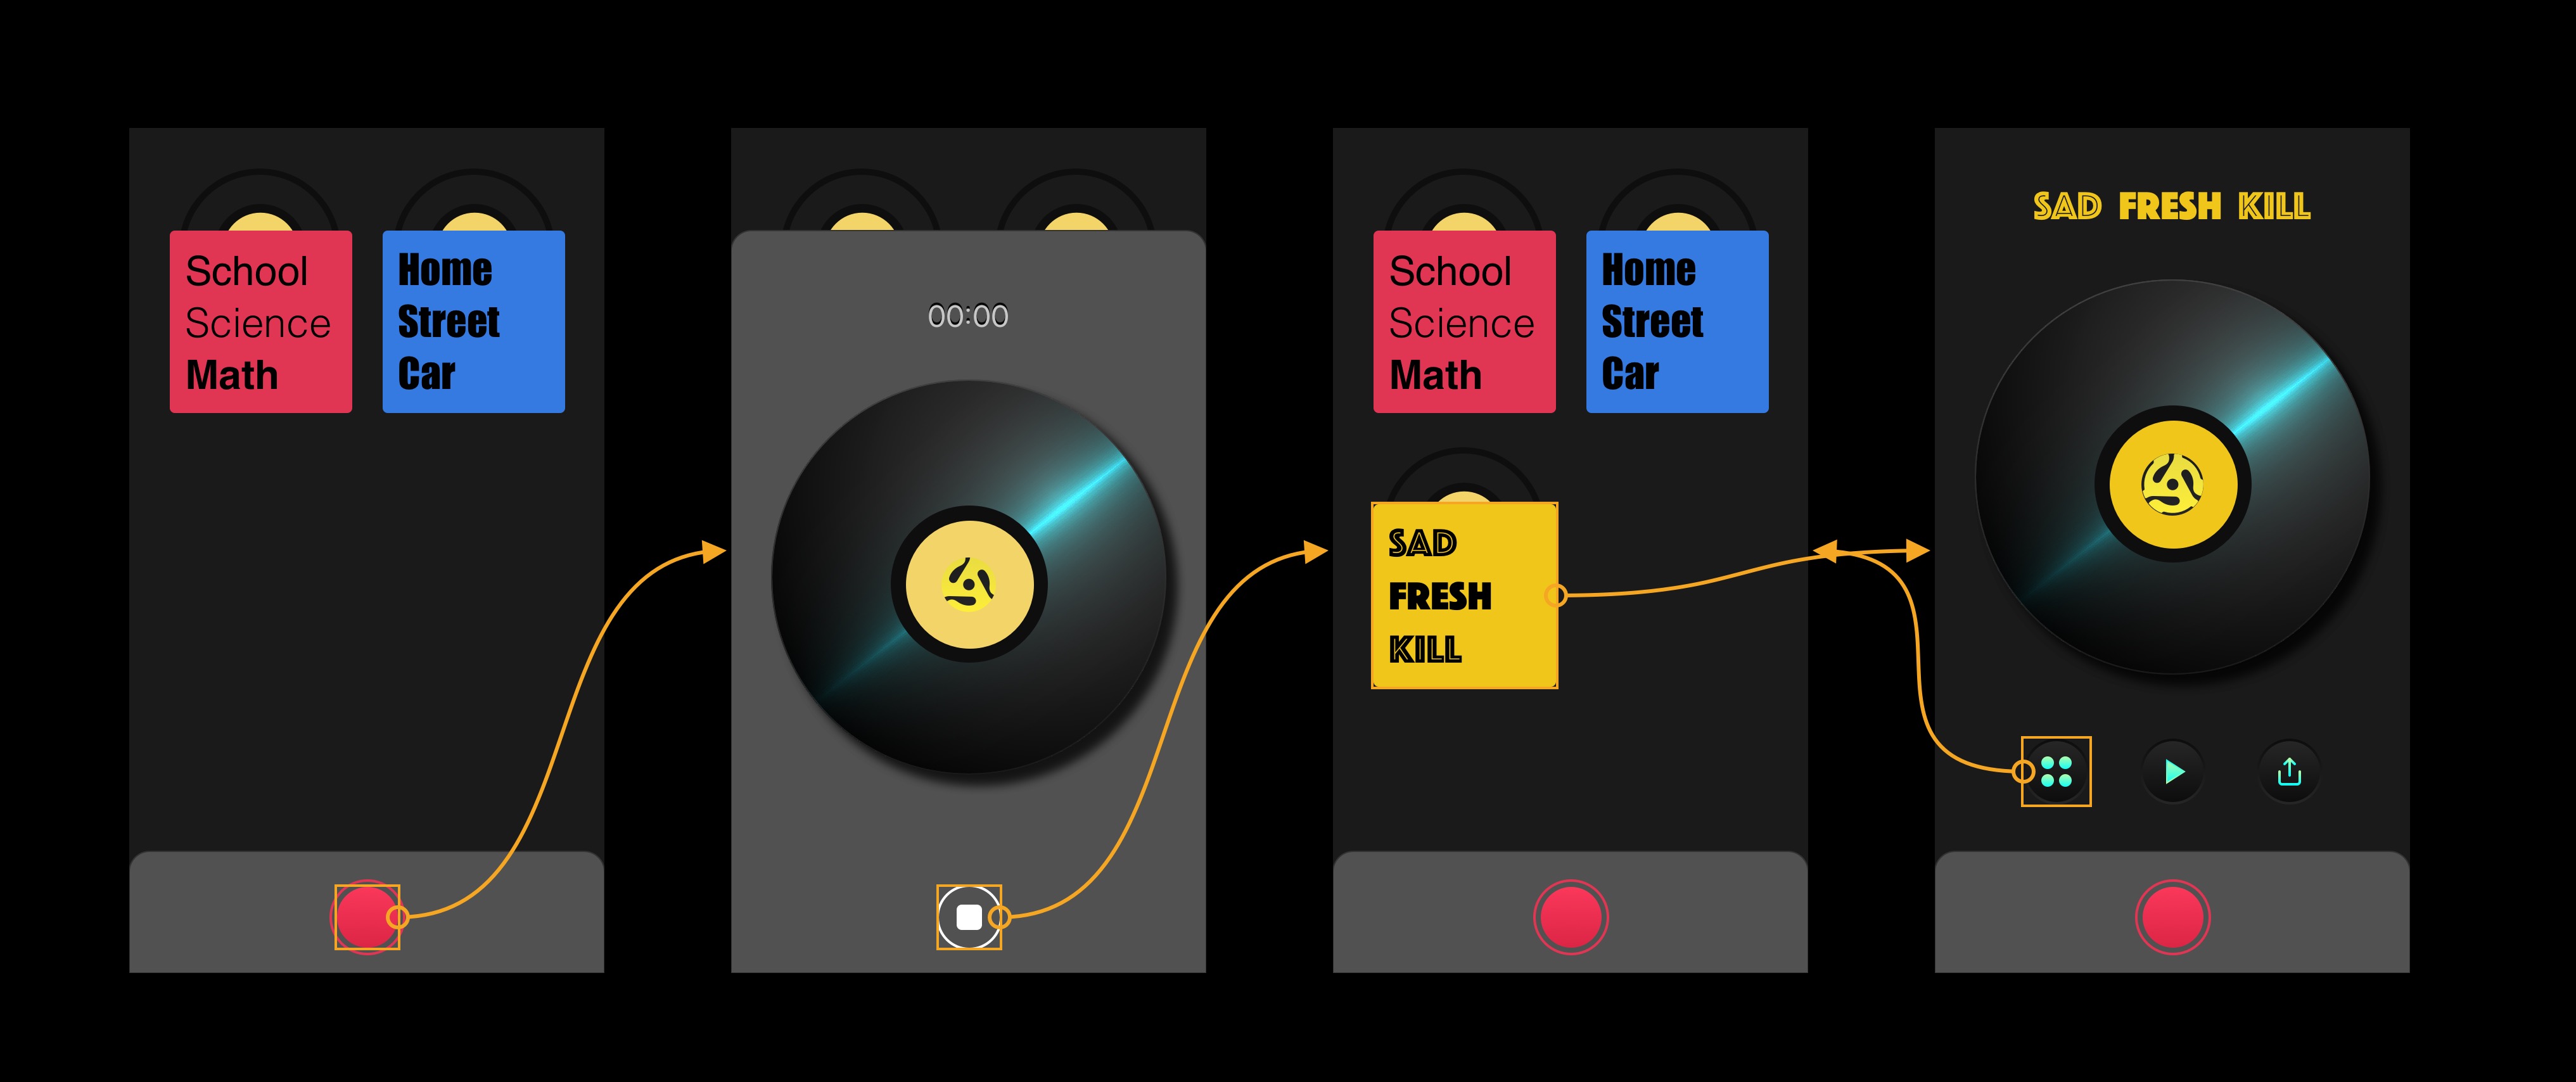 School
Science
Math
Home
Street
Car
00:00
School
Science
Math
Home
Street
Car
SAD
FRESH
KILL
SAD FRESH KILL